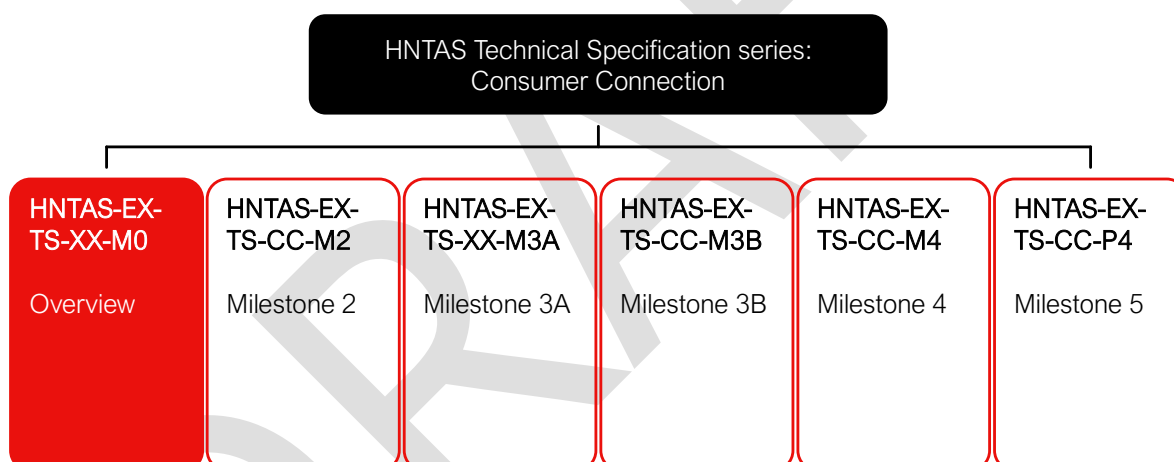 HNTAS Technical Specification series:
Consumer Connection
HNTAS-EX-
TS-XX-M0
Overview
HNTAS-EX-
TS-CC-M2
Milestone 2
HNTAS-EX-
TS-XX-M3A
Milestone 3A
HNTAS-EX-
TS-CC-M3B
Milestone 3B
HNTAS-EX-
TS-CC-M4
Milestone 4
HNTAS-EX-
TS-CC-P4
Milestone 5